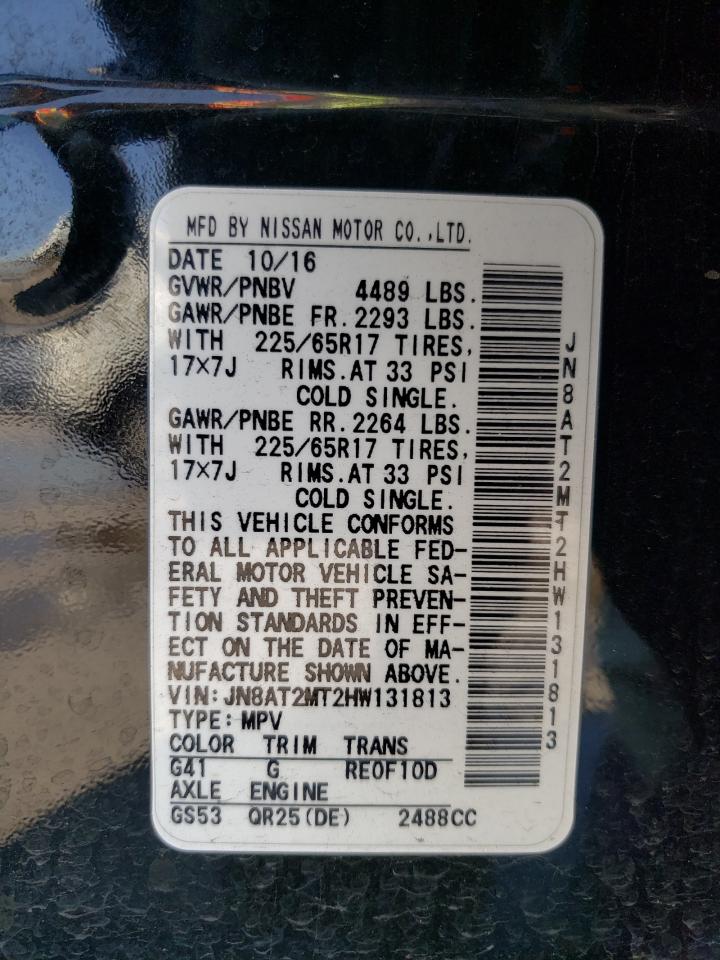 MFD BY NISSAN MOTOR CO.,LTD.
DATE 10/16
GVWR/PNBV 4489 LBS.
GAWR/PNBE FR.2293 LBS.
WITH 225/65R17 TIRES,
17X7J RIMS.AT 33 PSI
COLD SINGLE.
GAWR/PNBE RR.2264 LBS.
WITH 225/65R17 TIRES,
17X7J RIMS.AT 33 PSI
COLD SINGLE.
THIS VEHICLE CONFORMS
TO ALL APPLICABLE FED-
ERAL MOTOR VEHICLE SA-
FETY AND THEFT PREVEN-
TION STANDARDS IN EFF-
ECT ON THE DATE OF MA-
NUFACTURE SHOWN ABOVE.
VIN:JN8AT2MT2HW131813
TYPE:MPV
COLOR TRIM TRANS
G41 G RE0F10D
AXLE ENGINE
GS53 QR25(DE) 2488CC
JN8AT2MT2HW131813